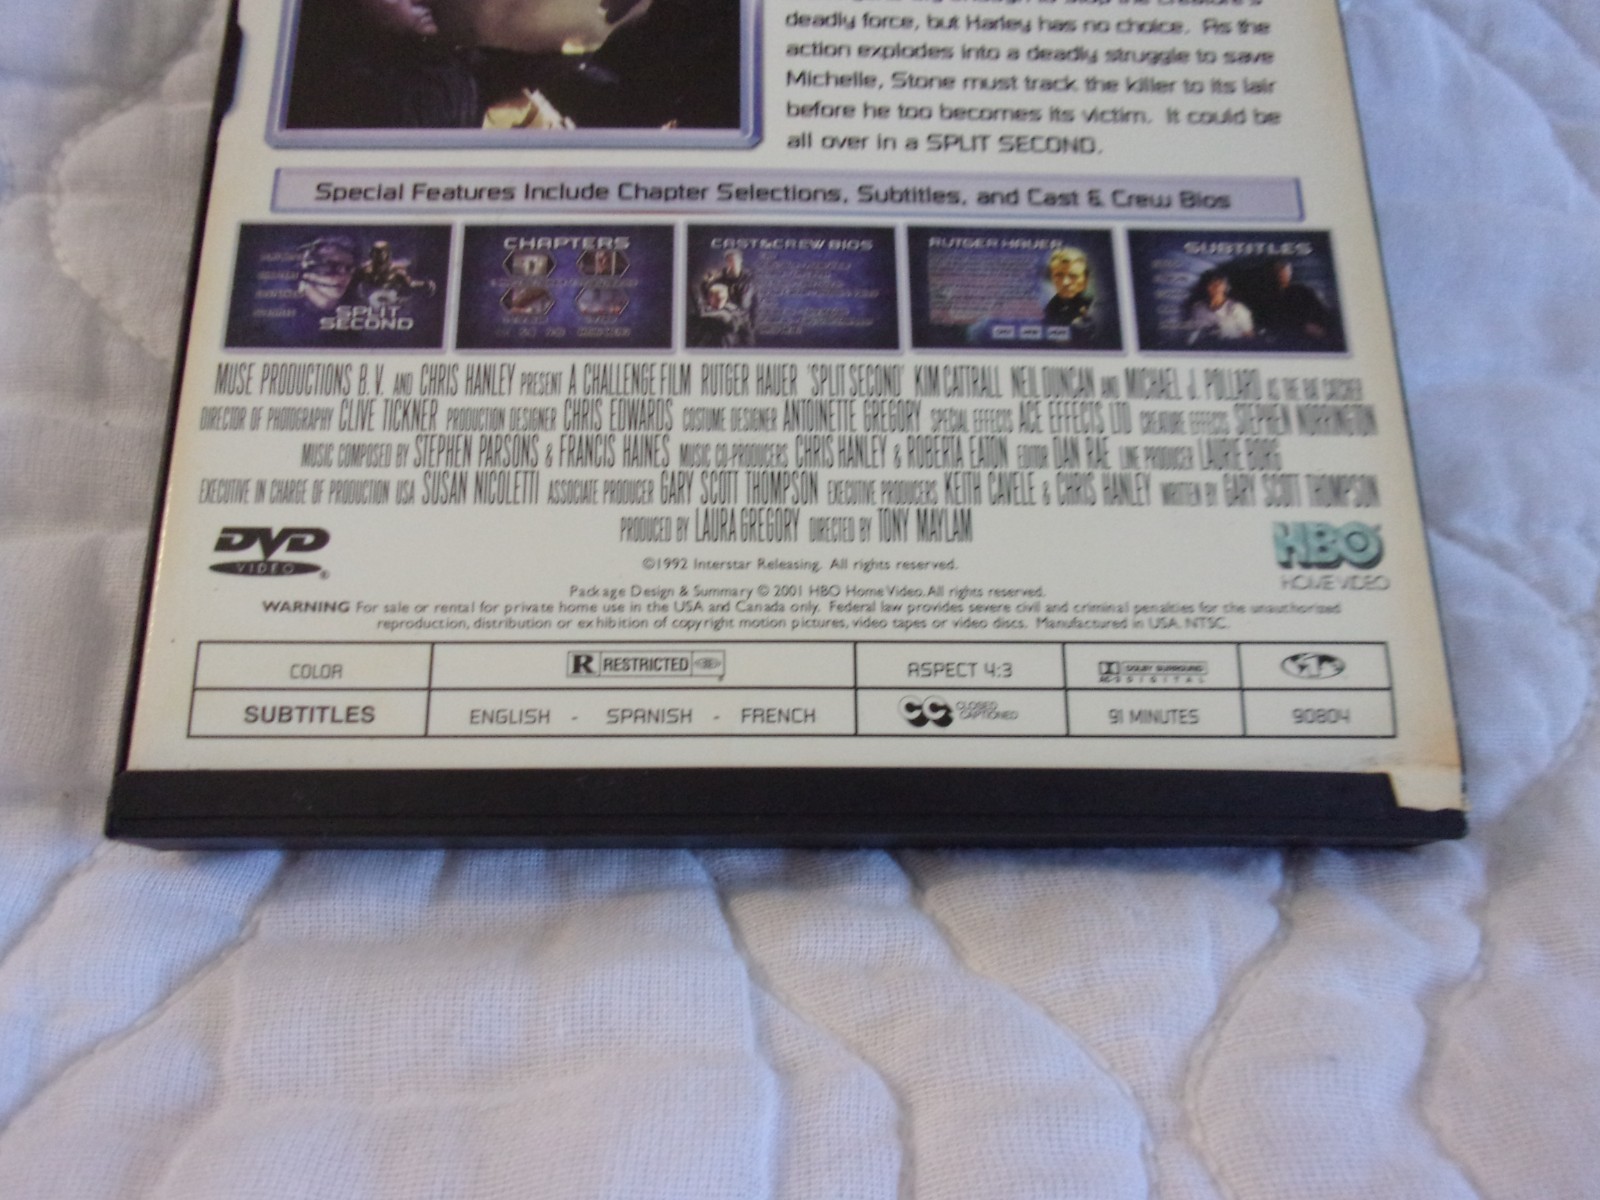 deadly force, but Harley has no choice. As the
action explodes into a deadly struggle to save
Michelle, Stone must track the killer to its lair
before he too becomes its victim. It could be
all over in a SPLIT SECOND.
Special Features Include Chapter Selections, Subtitles, and Cast & Crew Bios
SPLIT
SECOND
CHAPTERS
CAST&CREW BIOS
RUTGER HAUER
SUBTITLES
MUSE PRODUCTIONS B.V. AND CHRIS HANLEY PRESENT A CHALLENGE FILM RUTGER HAUER 'SPLIT SECOND' KIM CATTRALL NEIL DUNCAN AND MICHAEL J. POLLARD AS THE RAT CATCHER
DIRECTOR OF PHOTOGRAPHY CLIVE TICKNER PRODUCTION DESIGNER CHRIS EDWARDS COSTUME DESIGNER ANTOINETTE GREGORY SPECIAL EFFECTS ACE EFFECTS LTD CREATURE EFFECTS STEPHEN NORRINGTON
MUSIC COMPOSED BY STEPHEN PARSONS & FRANCIS HAINES MUSIC CO-PRODUCERS CHRIS HANLEY & ROBERTA EATON EDITOR DAN RAE LINE PRODUCER LAURIE BORG
EXECUTIVE IN CHARGE OF PRODUCTION USA SUSAN NICOLETTI ASSOCIATE PRODUCER GARY SCOTT THOMPSON EXECUTIVE PRODUCERS KEITH CAVELE & CHRIS HANLEY WRITTEN BY GARY SCOTT THOMPSON
PRODUCED BY LAURA GREGORY DIRECTED BY TONY MAYLAM
DVD
VIDEO
HBO
HOME VIDEO
©1992 Interstar Releasing. All rights reserved.
Package Design & Summary © 2001 HBO Home Video. All rights reserved.
WARNING For sale or rental for private home use in the USA and Canada only. Federal law provides severe civil and criminal penalties for the unauthorized
reproduction, distribution or exhibition of copyright motion pictures, video tapes or video discs. Manufactured in USA. NTSC.
COLOR
R RESTRICTED
ASPECT 4:3
DOLBY SURROUND
AC-3 DIGITAL
1
SUBTITLES
ENGLISH - SPANISH - FRENCH
CC CLOSED
CAPTIONED
91 MINUTES
90804